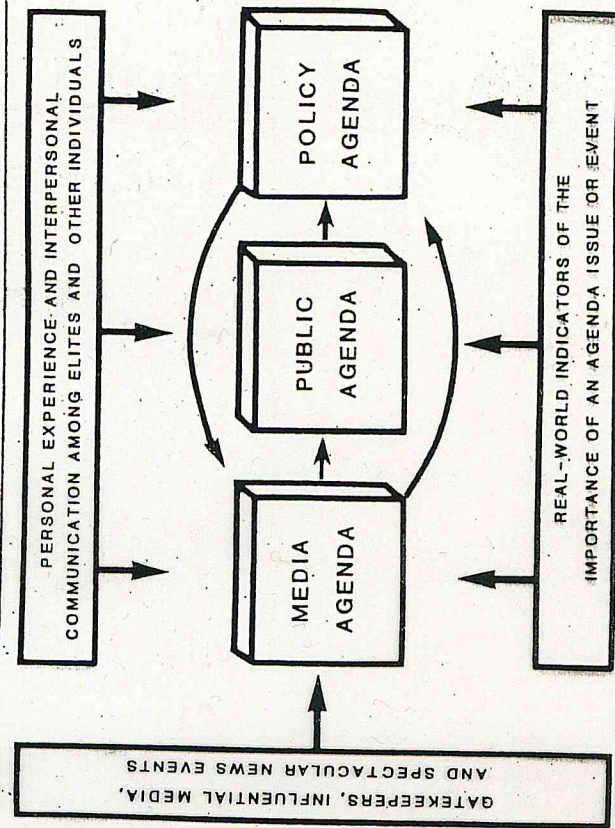 PERSONAL EXPERIENCE AND INTERPERSONAL
COMMUNICATION AMONG ELITES AND OTHER INDIVIDUALS
GATEKEEPERS, INFLUENTIAL MEDIA,
AND SPECTACULAR NEWS EVENTS
MEDIA
AGENDA
PUBLIC
AGENDA
POLICY
AGENDA
REAL-WORLD INDICATORS OF THE
IMPORTANCE OF AN AGENDA ISSUE OR EVENT